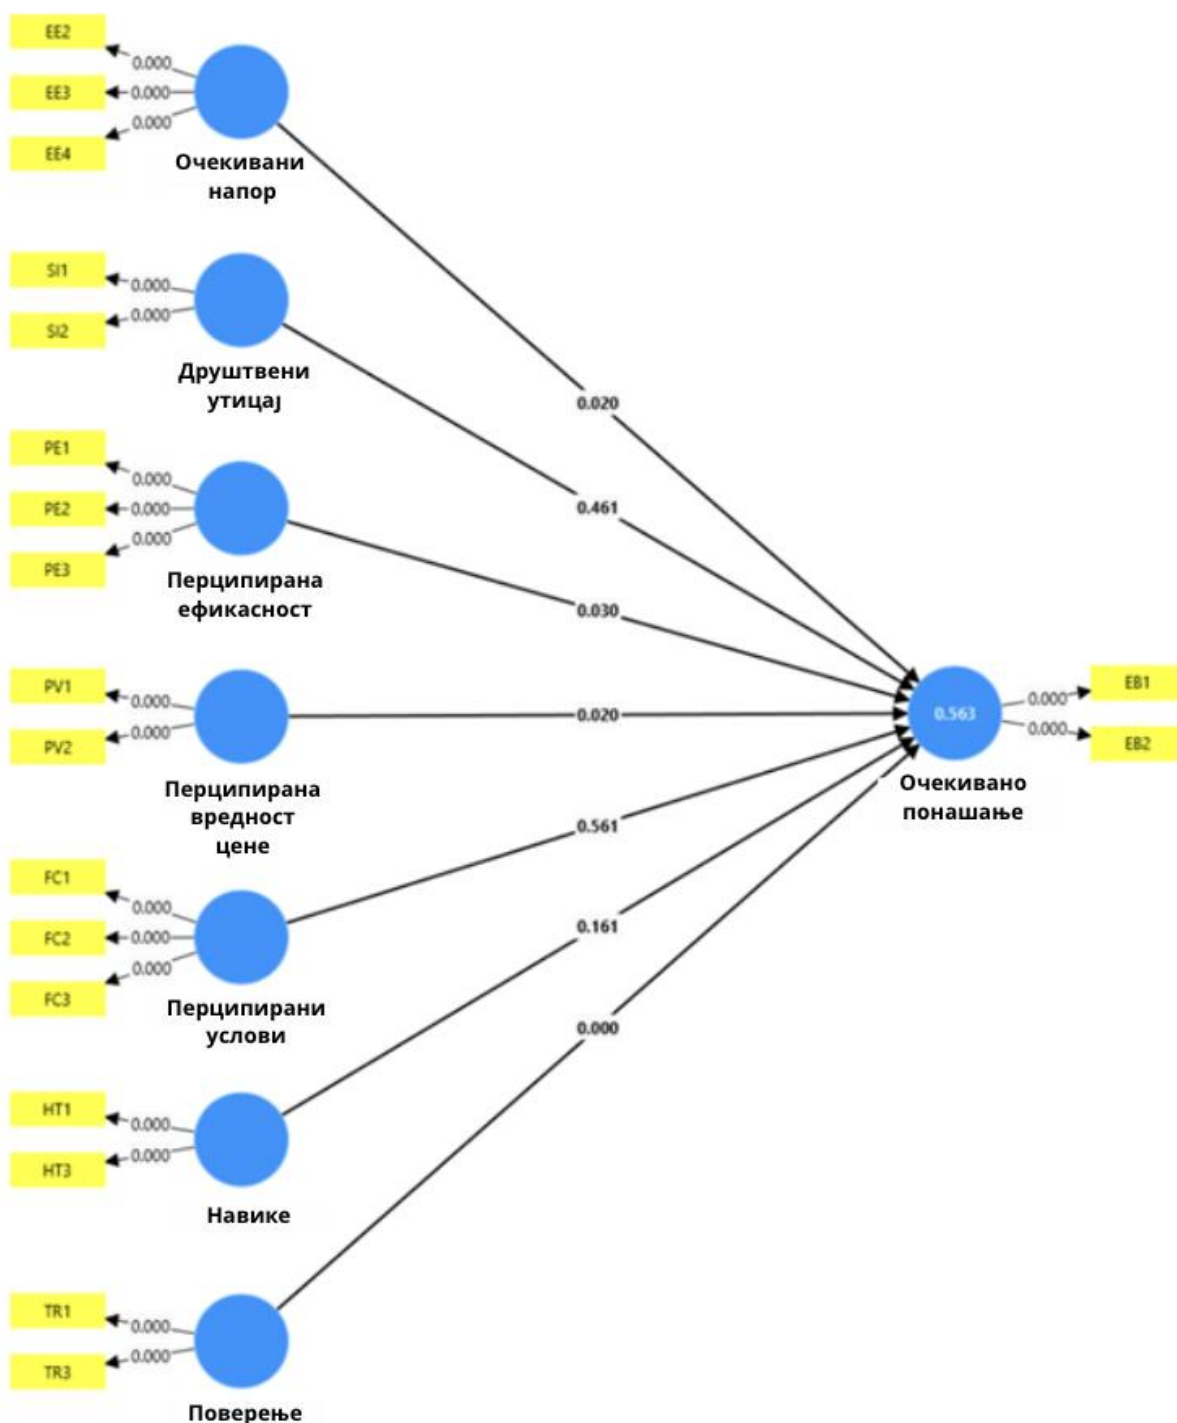 EE2
0.000
EE3
0.000
0.000
EE4
Очекивани
напор
SI1
0.000
0.000
SI2
Друштвени
утицај
0.020
PE1
0.000
PE2
0.000
0.000
PE3
Перципирана
ефикасност
0.461
0.030
PV1
0.000
0.000
PV2
Перципирана
вредност
цене
0.020
0.563
0.000
EB1
0.000
EB2
Очекивано
понашање
FC1
0.000
FC2
0.000
0.000
FC3
Перципирани
услови
0.561
0.161
HT1
0.000
0.000
HT3
Навике
0.000
TR1
0.000
0.000
TR3
Поверење